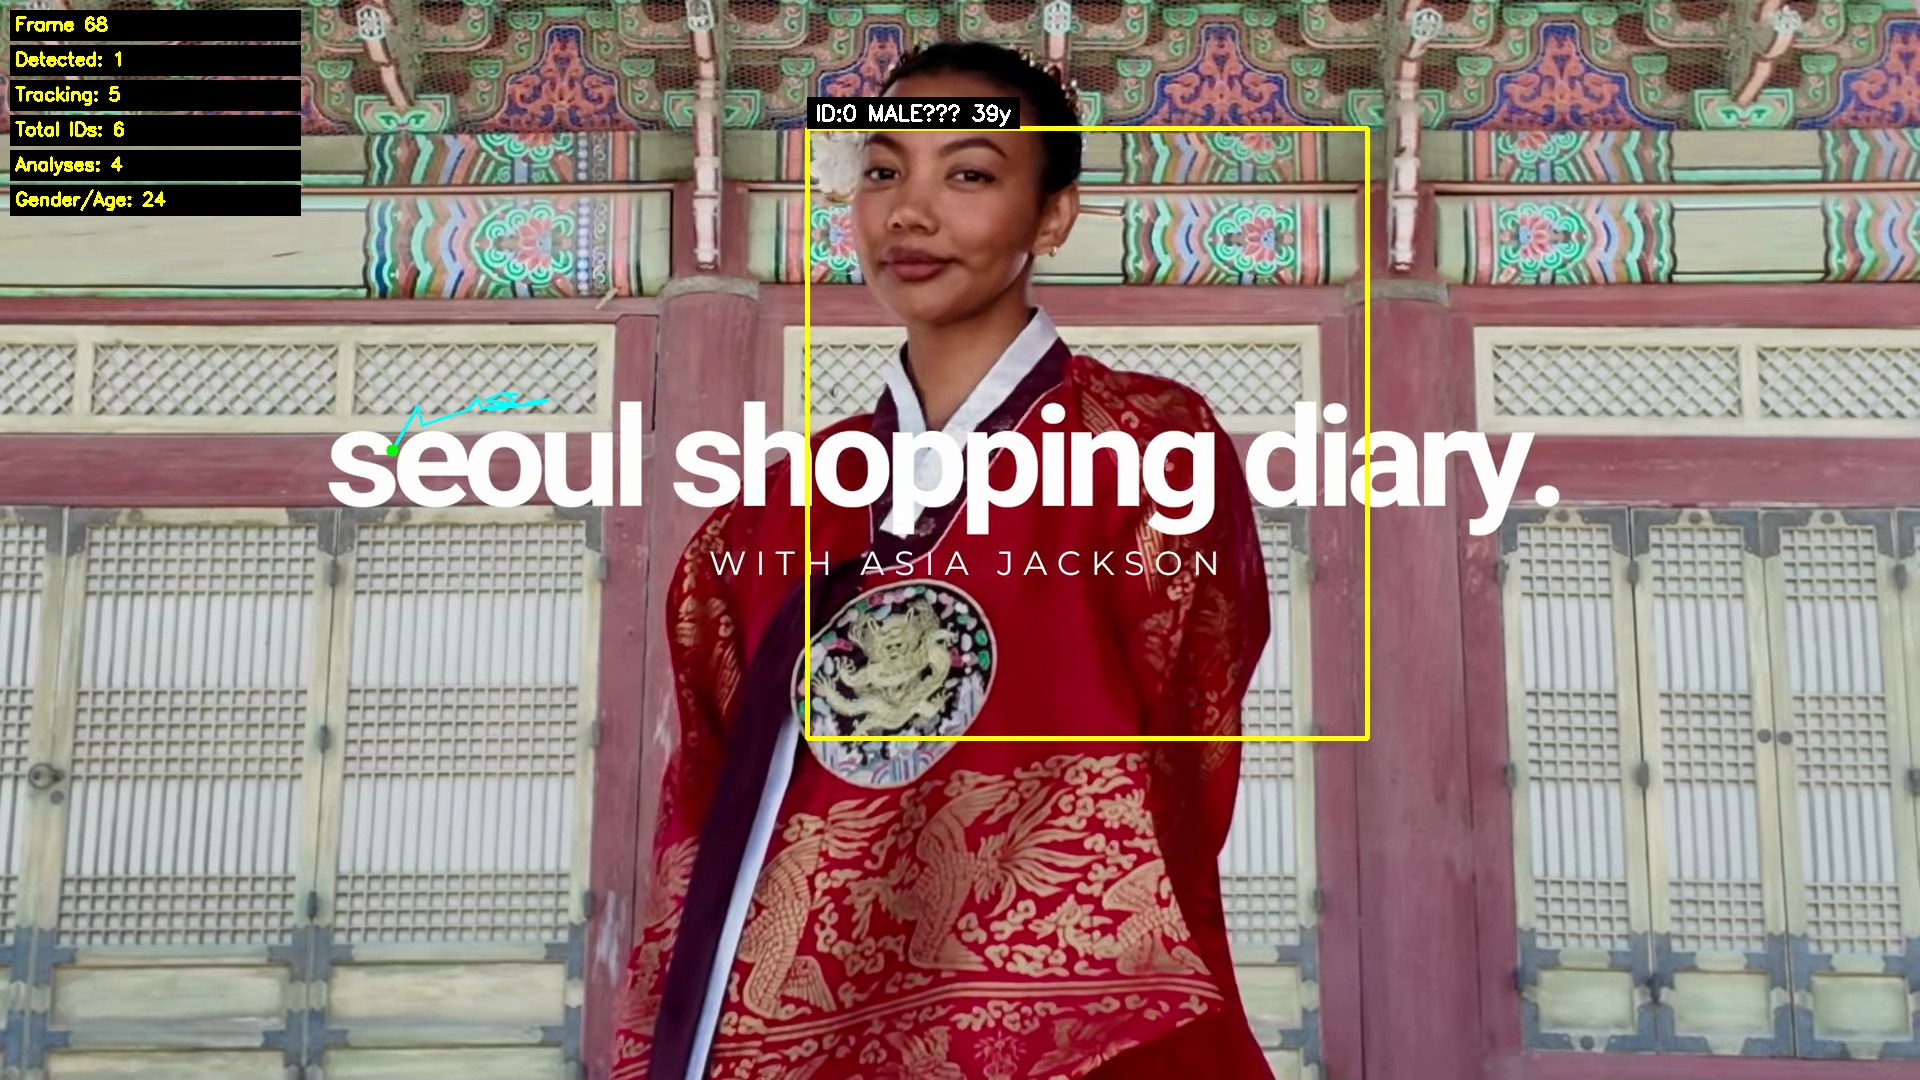 Frame 68
Detected: 1
Tracking: 5
Total IDs: 6
Analyses: 4
Gender/Age: 24
ID:0 MALE??? 39y
seoul shopping diary.
WITH ASIA JACKSON